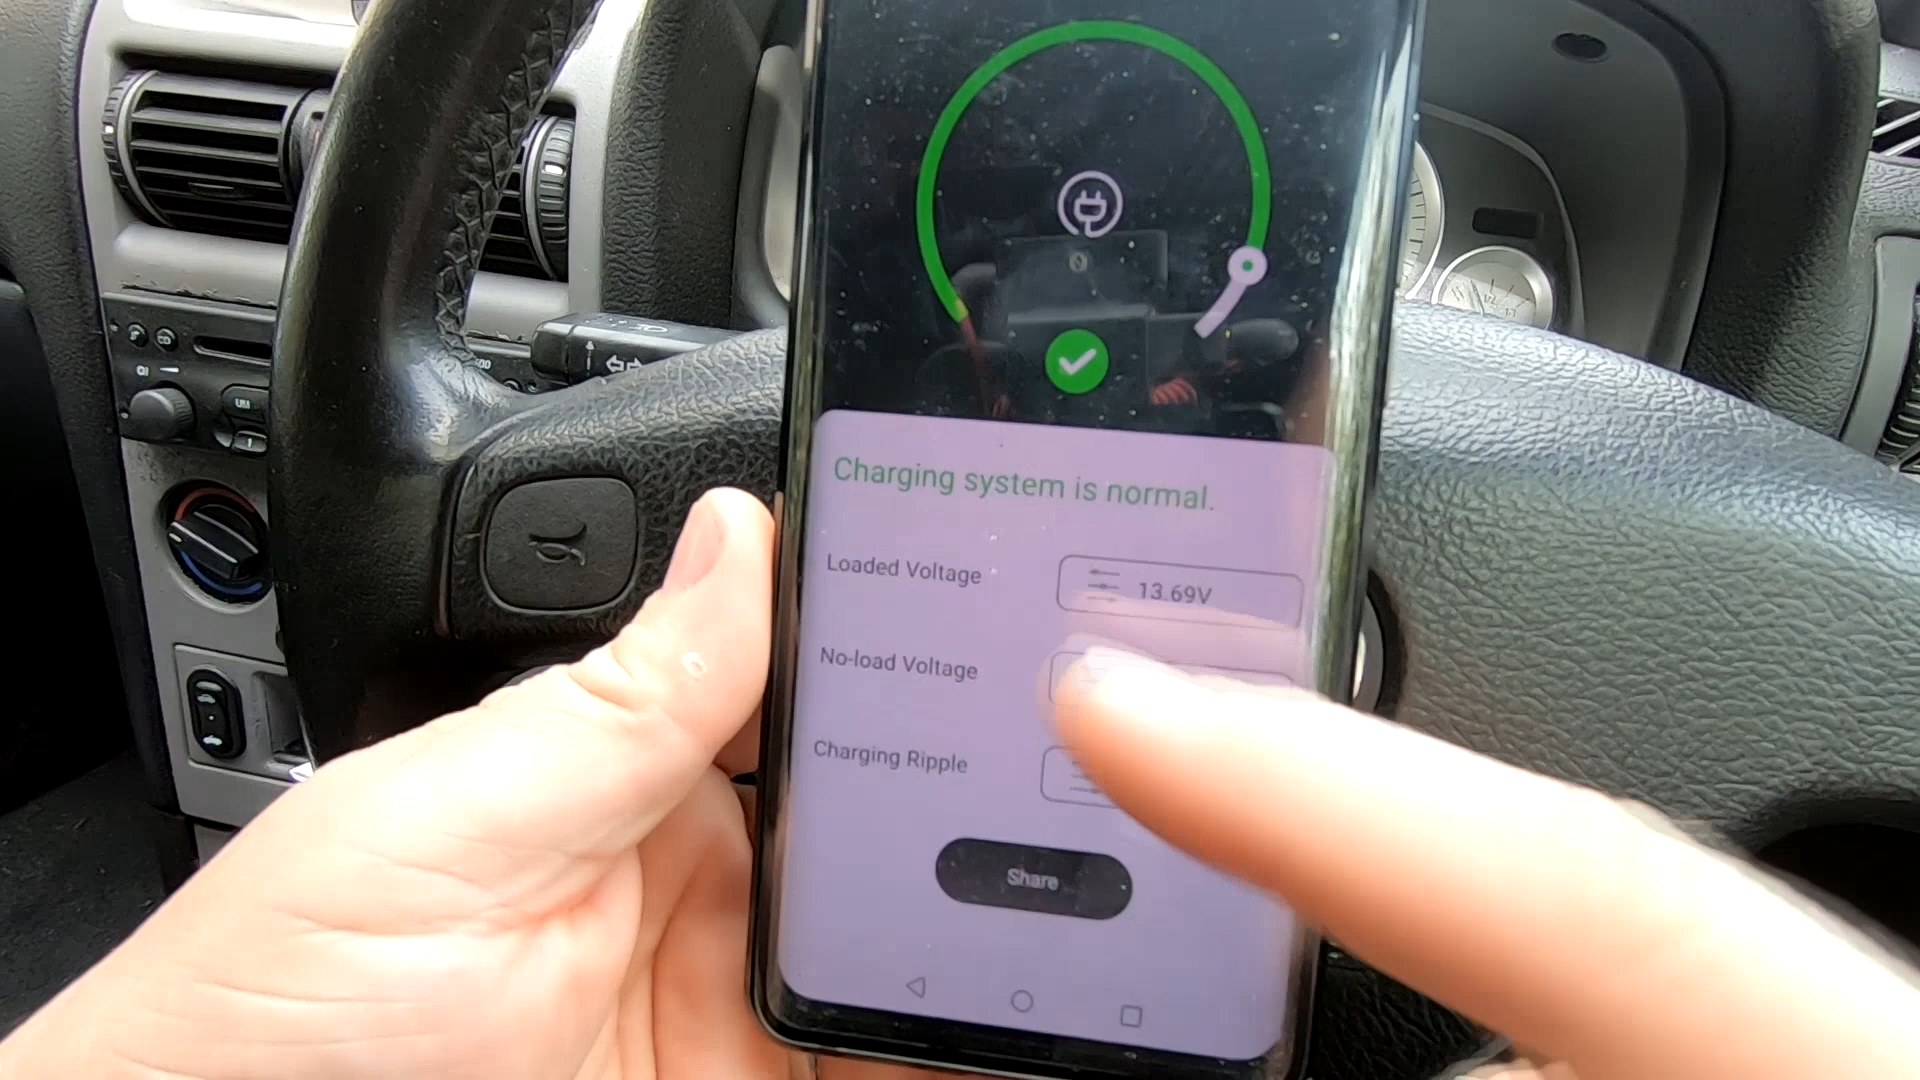 Charging system is normal.
Loaded Voltage
13.69V
No-load Voltage
Charging Ripple
Share